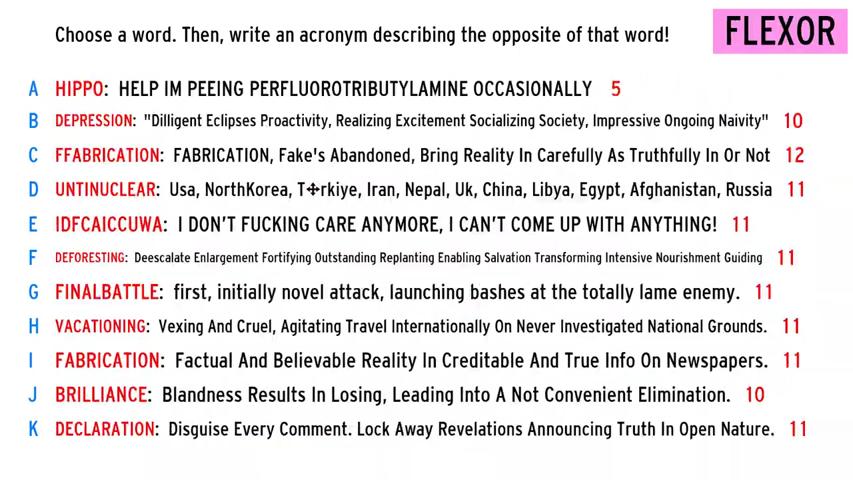 Choose a word. Then, write an acronym describing the opposite of that word!
FLEXOR
A HIPPO: HELP IM PEEING PERFLUOROTRIBUTYLAMINE OCCASIONALLY 5
B DEPRESSION: "Dilligent Eclipses Proactivity, Realizing Excitement Socializing Society, Impressive Ongoing Naivity" 10
C FFABRICATION: FABRICATION, Fake's Abandoned, Bring Reality In Carefully As Truthfully In Or Not 12
D UNTINUCLEAR: Usa, NorthKorea, T✢rkiye, Iran, Nepal, Uk, China, Libya, Egypt, Afghanistan, Russia 11
E IDFCAICCUWA: I DON'T FUCKING CARE ANYMORE, I CAN'T COME UP WITH ANYTHING! 11
F DEFORESTING: Deescalate Enlargement Fortifying Outstanding Replanting Enabling Salvation Transforming Intensive Nourishment Guiding 11
G FINALBATTLE: first, initially novel attack, launching bashes at the totally lame enemy. 11
H VACATIONING: Vexing And Cruel, Agitating Travel Internationally On Never Investigated National Grounds. 11
I FABRICATION: Factual And Believable Reality In Creditable And True Info On Newspapers. 11
J BRILLIANCE: Blandness Results In Losing, Leading Into A Not Convenient Elimination. 10
K DECLARATION: Disguise Every Comment. Lock Away Revelations Announcing Truth In Open Nature. 11